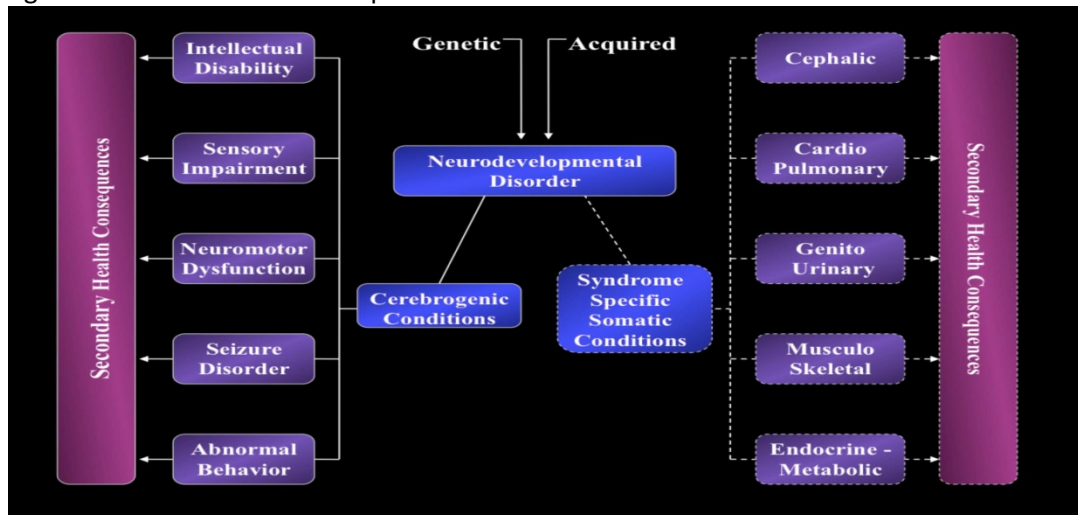 Secondary Health Consequences
Intellectual
Disability
Sensory
Impairment
Neuromotor
Dysfunction
Seizure
Disorder
Abnormal
Behavior
Genetic
Acquired
Neurodevelopmental
Disorder
Cerebrogenic
Conditions
Syndrome
Specific
Somatic
Conditions
Cephalic
Cardio
Pulmonary
Genito
Urinary
Musculo
Skeletal
Endocrine -
Metabolic
Secondary Health Consequences